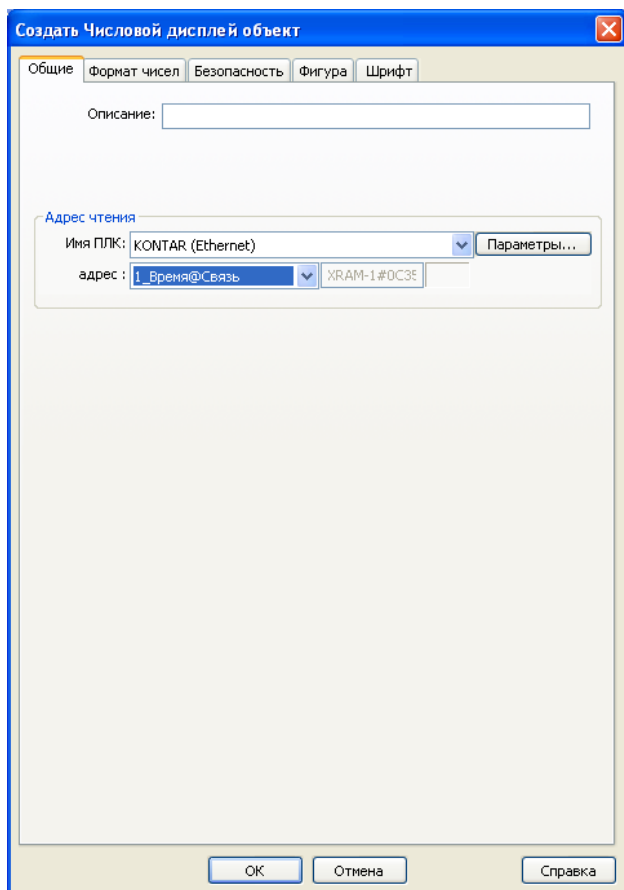 Создать Числовой дисплей объект
Общие Формат чисел Безопасность Фигура Шрифт
Описание:
Адрес чтения
Имя ПЛК: KONTAR (Ethernet) Параметры...
адрес : 1_Время@Связь XRAM-1#0C35
OK Отмена Справка